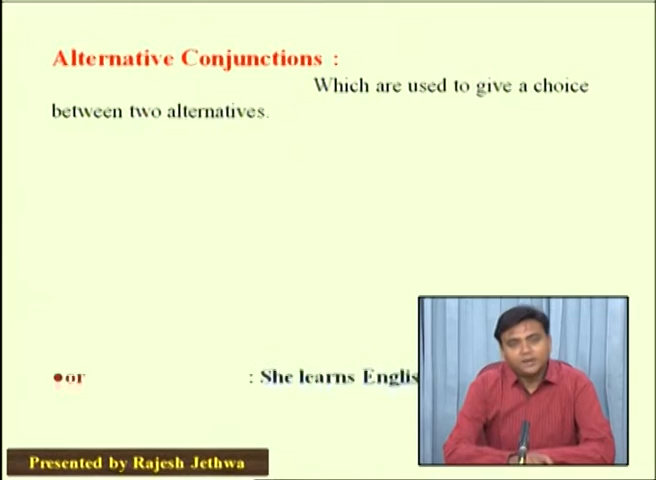 Alternative Conjunctions :
Which are used to give a choice
between two alternatives.
•or : She learns Englis
Presented by Rajesh Jethwa